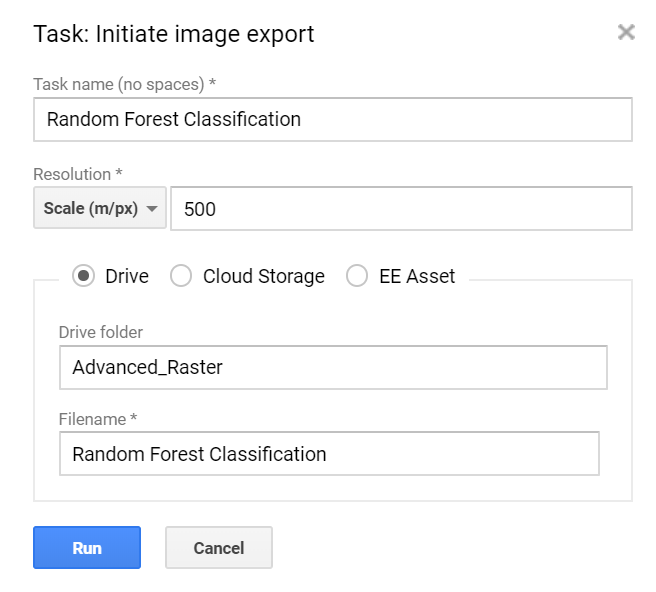 Task: Initiate image export
Task name (no spaces) *
Random Forest Classification
Resolution *
Scale (m/px) 500
Drive Cloud Storage EE Asset
Drive folder
Advanced_Raster
Filename *
Random Forest Classification
Run Cancel